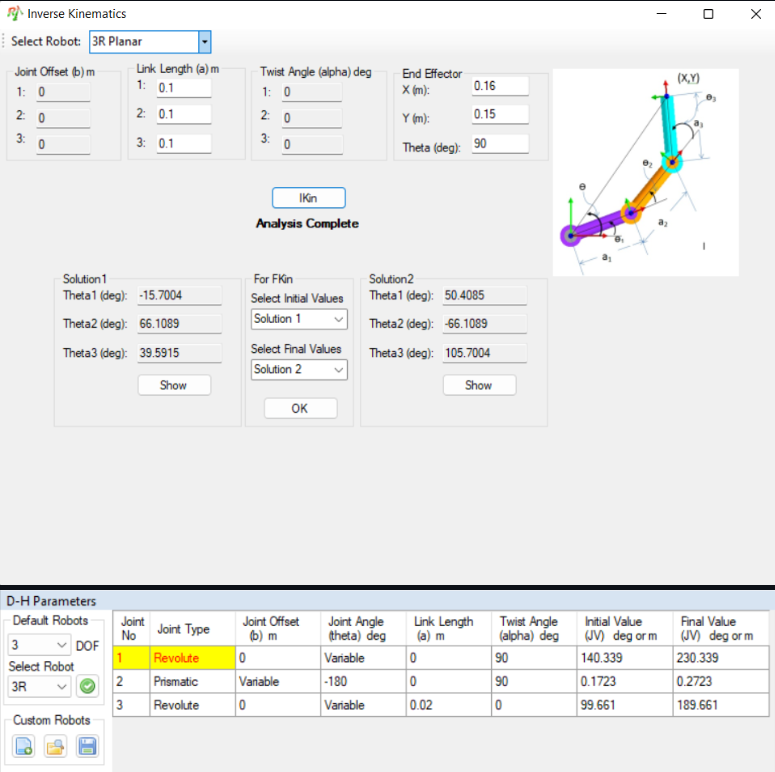 Inverse Kinematics
Select Robot: 3R Planar
Joint Offset (b) m
1: 0
2: 0
3: 0
Link Length (a) m
1: 0.1
2: 0.1
3: 0.1
Twist Angle (alpha) deg
1: 0
2: 0
3: 0
End Effector
X (m): 0.16
Y (m): 0.15
Theta (deg): 90
IKin
Analysis Complete
(X,Y)
θ3
a3
θ2
θ
a2
θ1
a1
Solution1
Theta1 (deg): -15.7004
Theta2 (deg): 66.1089
Theta3 (deg): 39.5915
Show
For FKin
Select Initial Values
Solution 1
Select Final Values
Solution 2
OK
Solution2
Theta1 (deg): 50.4085
Theta2 (deg): -66.1089
Theta3 (deg): 105.7004
Show
D-H Parameters
Default Robots
3 DOF
Select Robot
3R
Custom Robots
Joint No Joint Type Joint Offset (b) m Joint Angle (theta) deg Link Length (a) m Twist Angle (alpha) deg Initial Value (JV) deg or m Final Value (JV) deg or m
1 Revolute 0 Variable 0 90 140.339 230.339
2 Prismatic Variable -180 0 90 0.1723 0.2723
3 Revolute 0 Variable 0.02 0 99.661 189.661